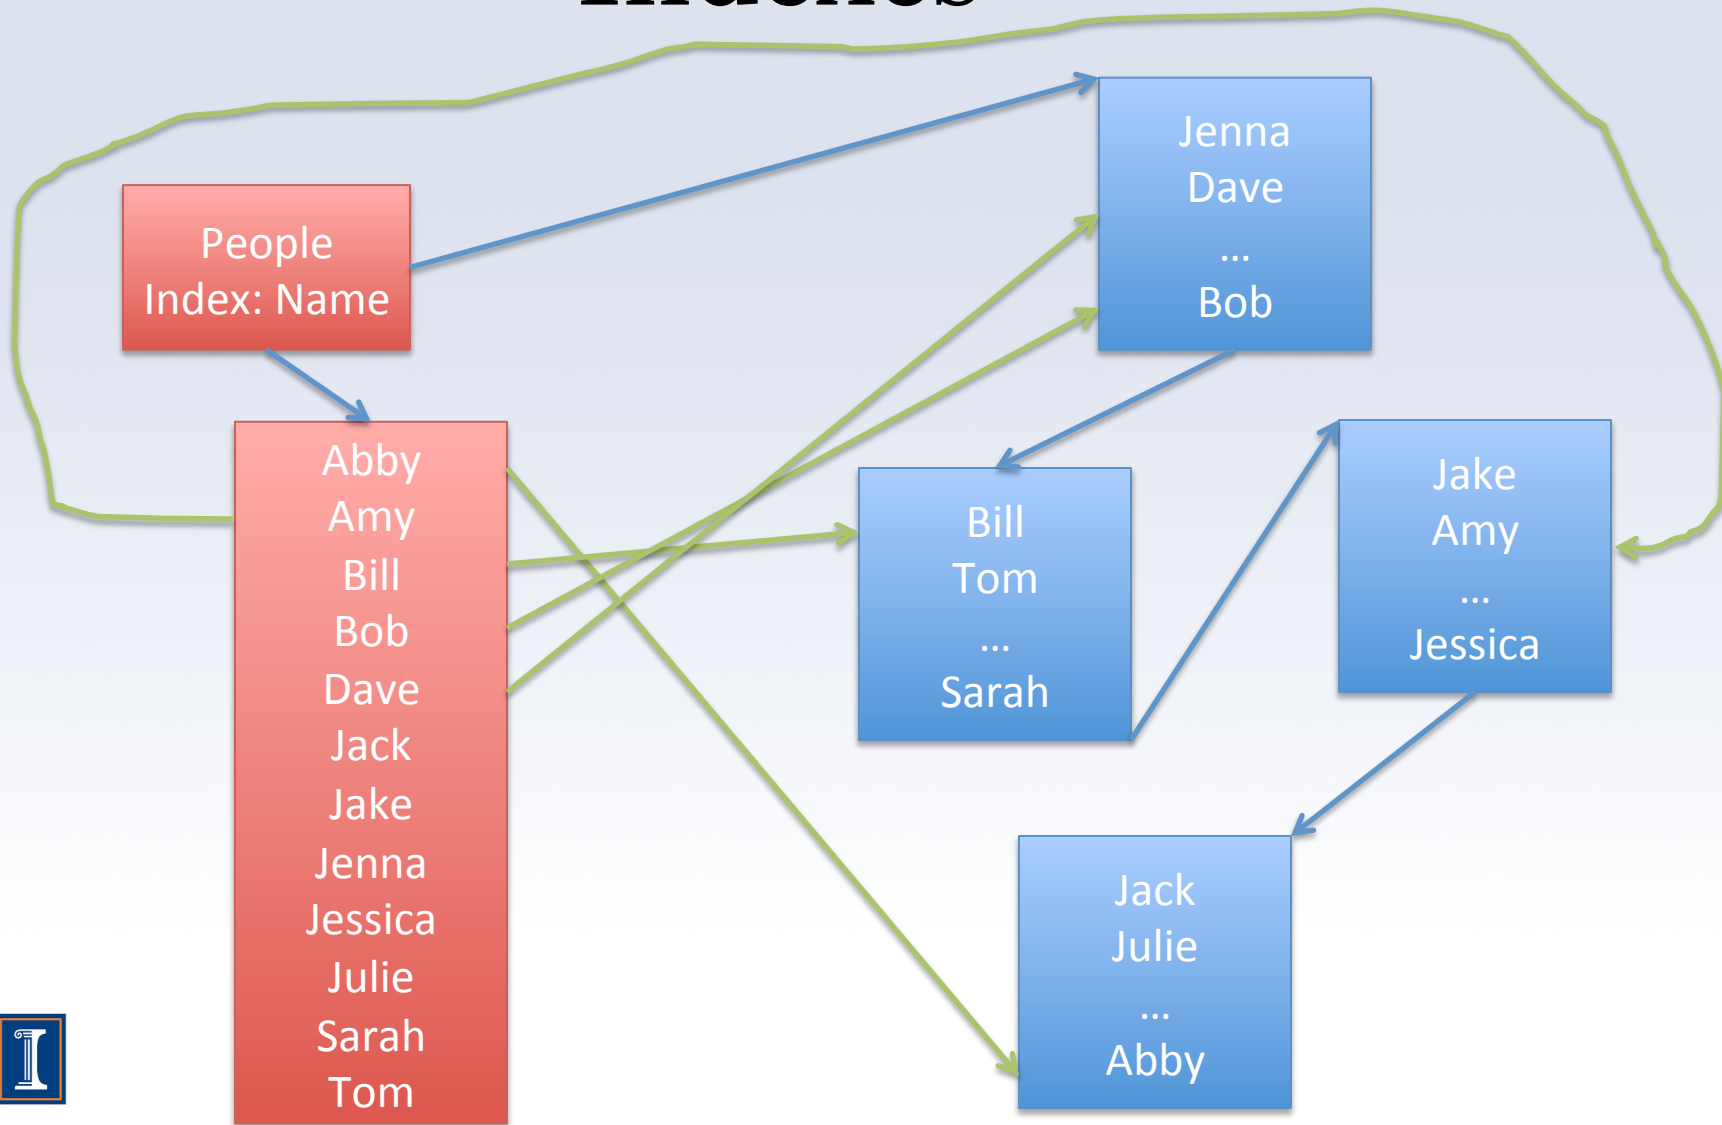 People
Index: Name
Abby
Amy
Bill
Bob
Dave
Jack
Jake
Jenna
Jessica
Julie
Sarah
Tom
Jenna
Dave
...
Bob
Bill
Tom
...
Sarah
Jake
Amy
...
Jessica
Jack
Julie
...
Abby